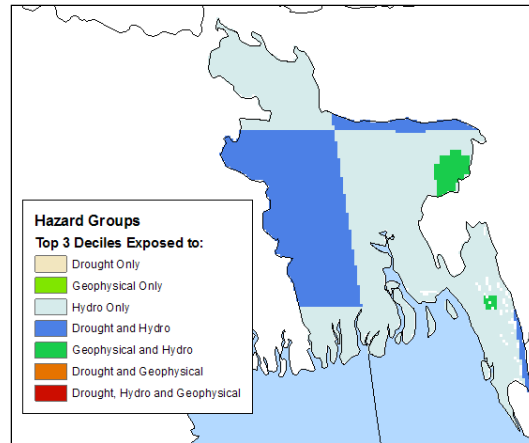 Hazard Groups
Top 3 Deciles Exposed to:
Drought Only
Geophysical Only
Hydro Only
Drought and Hydro
Geophysical and Hydro
Drought and Geophysical
Drought, Hydro and Geophysical